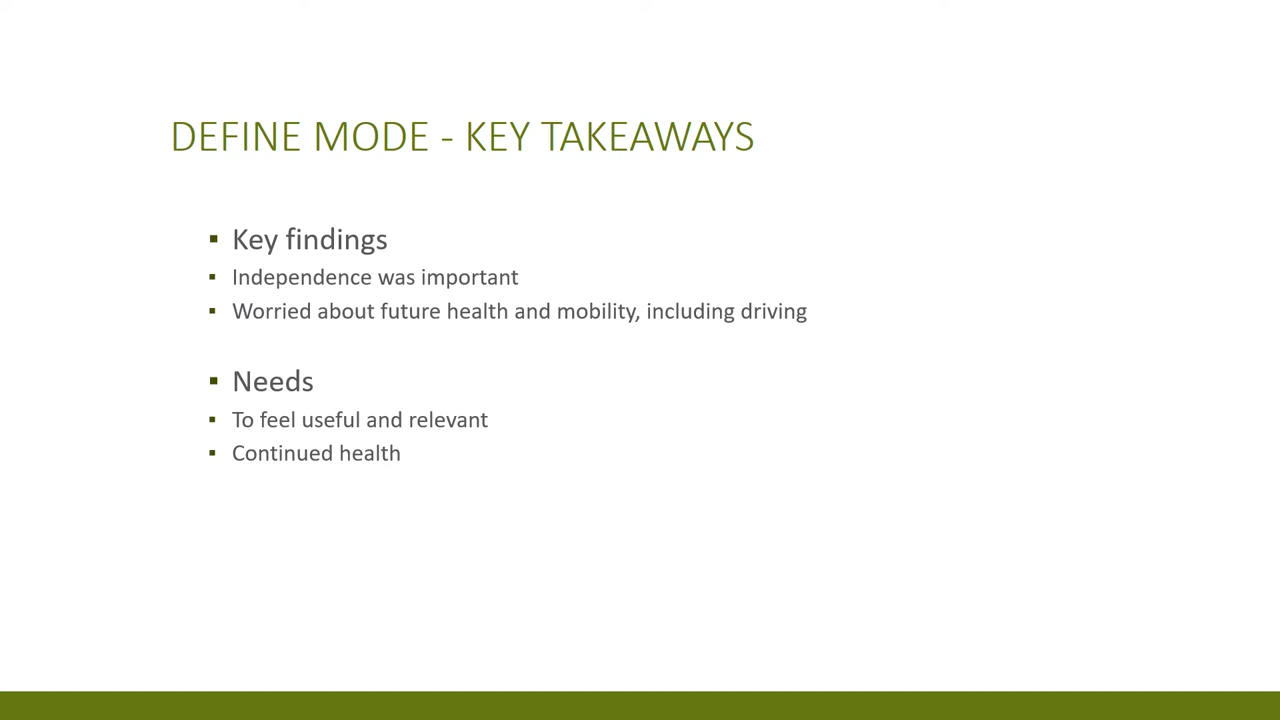 DEFINE MODE - KEY TAKEAWAYS
▪ Key findings
▪ Independence was important
▪ Worried about future health and mobility, including driving
▪ Needs
▪ To feel useful and relevant
▪ Continued health